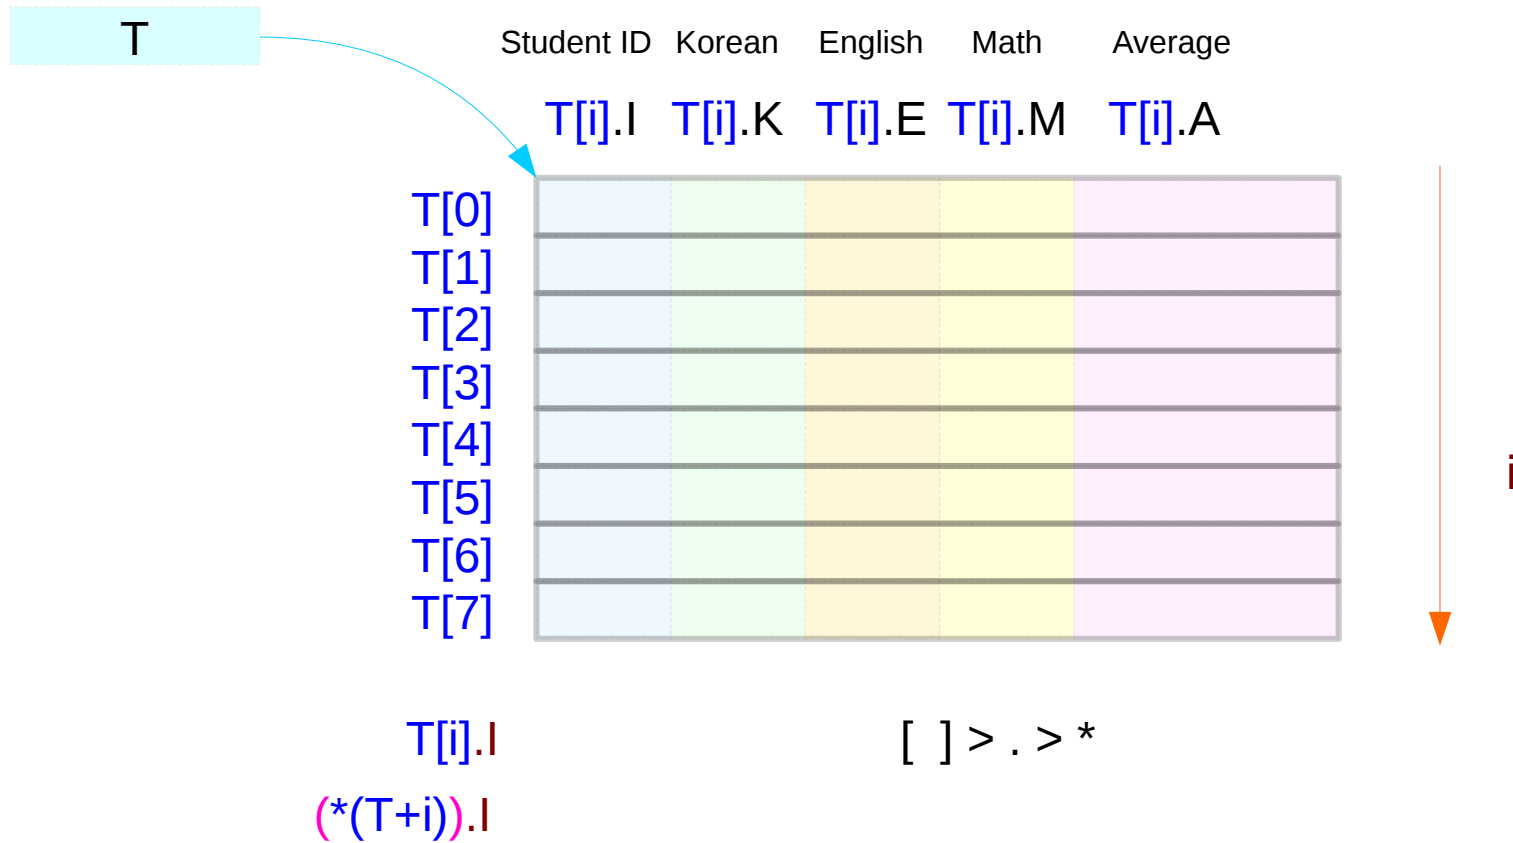 T
Student ID Korean English Math Average
T[i].I T[i].K T[i].E T[i].M T[i].A
T[0]
T[1]
T[2]
T[3]
T[4]
T[5]
T[6]
T[7]
i
T[i].I [ ] > . > *
(*(T+i)).I